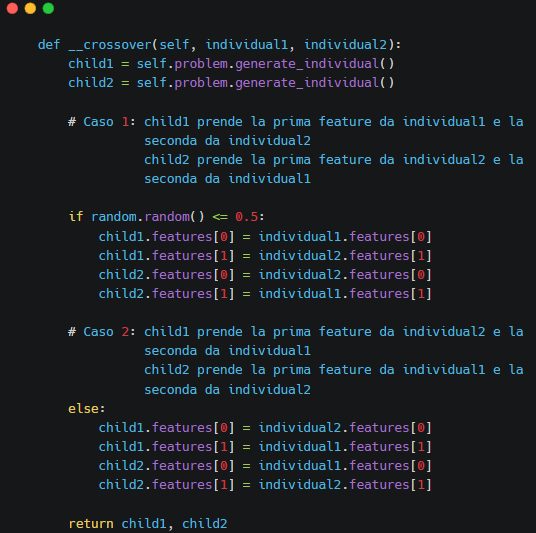 def __crossover(self, individual1, individual2):
    child1 = self.problem.generate_individual()
    child2 = self.problem.generate_individual()

    # Caso 1: child1 prende la prima feature da individual1 e la
              seconda da individual2
              child2 prende la prima feature da individual2 e la
              seconda da individual1

    if random.random() <= 0.5:
        child1.features[0] = individual1.features[0]
        child1.features[1] = individual2.features[1]
        child2.features[0] = individual2.features[0]
        child2.features[1] = individual1.features[1]

    # Caso 2: child1 prende la prima feature da individual2 e la
              seconda da individual1
              child2 prende la prima feature da individual1 e la
              seconda da individual2
    else:
        child1.features[0] = individual2.features[0]
        child1.features[1] = individual1.features[1]
        child2.features[0] = individual1.features[0]
        child2.features[1] = individual2.features[1]

    return child1, child2